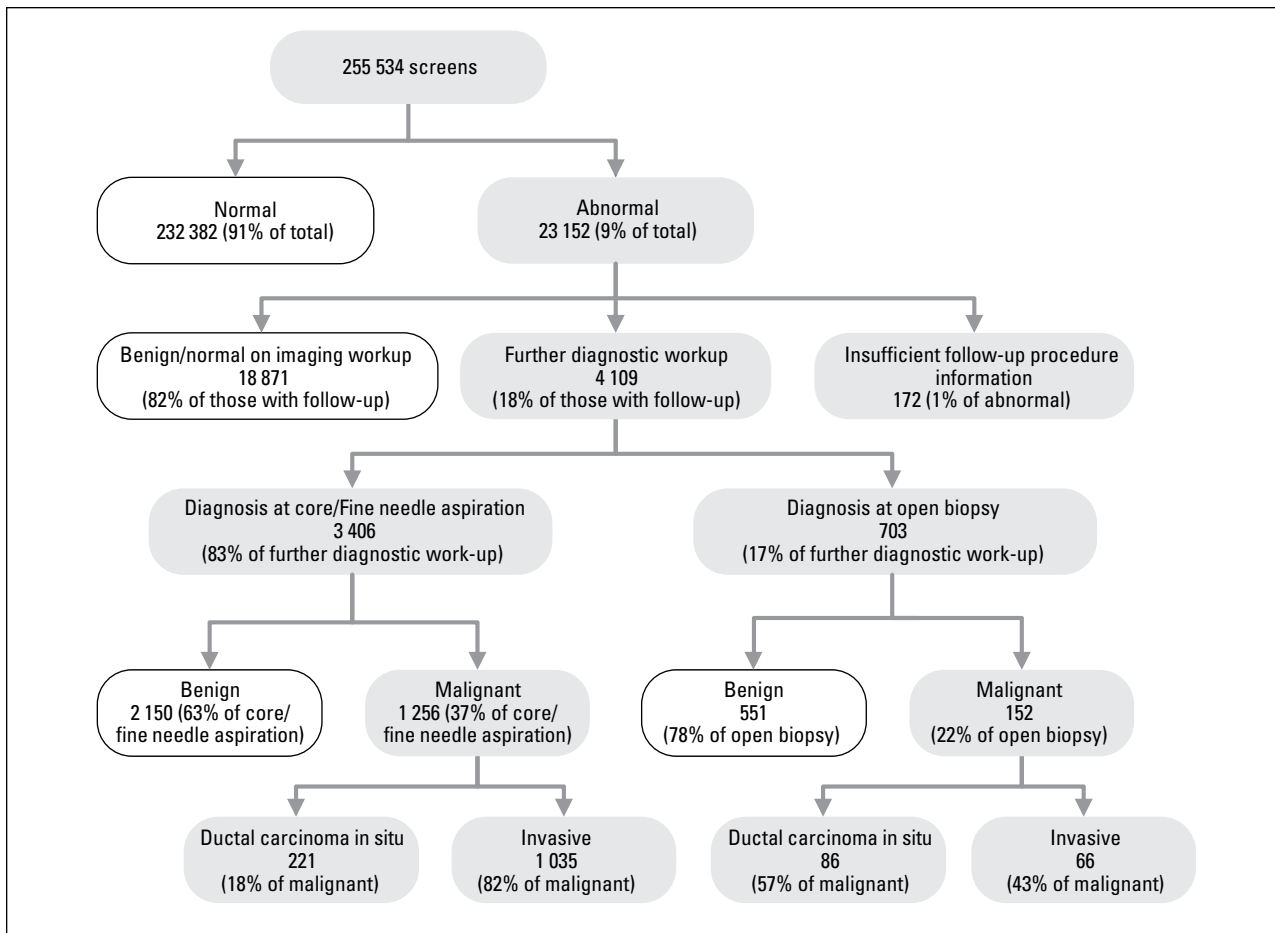 255 534 screens
Normal
232 382 (91% of total)
Abnormal
23 152 (9% of total)
Benign/normal on imaging workup
18 871
(82% of those with follow-up)
Further diagnostic workup
4 109
(18% of those with follow-up)
Insufficient follow-up procedure
information
172 (1% of abnormal)
Diagnosis at core/Fine needle aspiration
3 406
(83% of further diagnostic work-up)
Diagnosis at open biopsy
703
(17% of further diagnostic work-up)
Benign
2 150 (63% of core/
fine needle aspiration)
Malignant
1 256 (37% of core/
fine needle aspiration)
Benign
551
(78% of open biopsy)
Malignant
152
(22% of open biopsy)
Ductal carcinoma in situ
221
(18% of malignant)
Invasive
1 035
(82% of malignant)
Ductal carcinoma in situ
86
(57% of malignant)
Invasive
66
(43% of malignant)